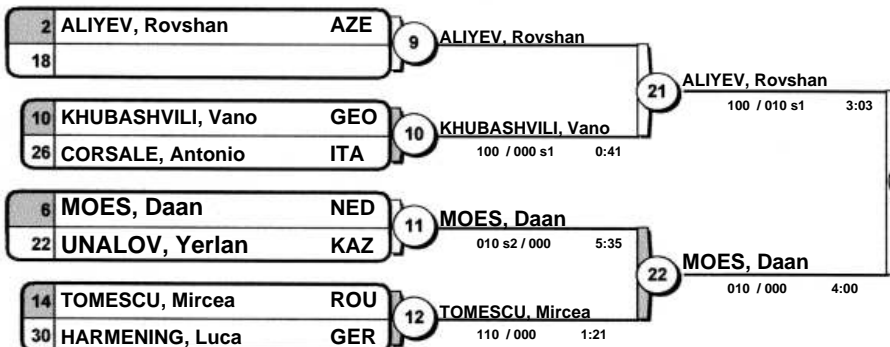 2 ALIYEV, Rovshan AZE
18
9 ALIYEV, Rovshan
10 KHUBASHVILI, Vano GEO
26 CORSALE, Antonio ITA
10 KHUBASHVILI, Vano
100 / 000 s1 0:41
21 ALIYEV, Rovshan
100 / 010 s1 3:03
6 MOES, Daan NED
22 UNALOV, Yerlan KAZ
11 MOES, Daan
010 s2 / 000 5:35
14 TOMESCU, Mircea ROU
30 HARMENING, Luca GER
12 TOMESCU, Mircea
110 / 000 1:21
22 MOES, Daan
010 / 000 4:00